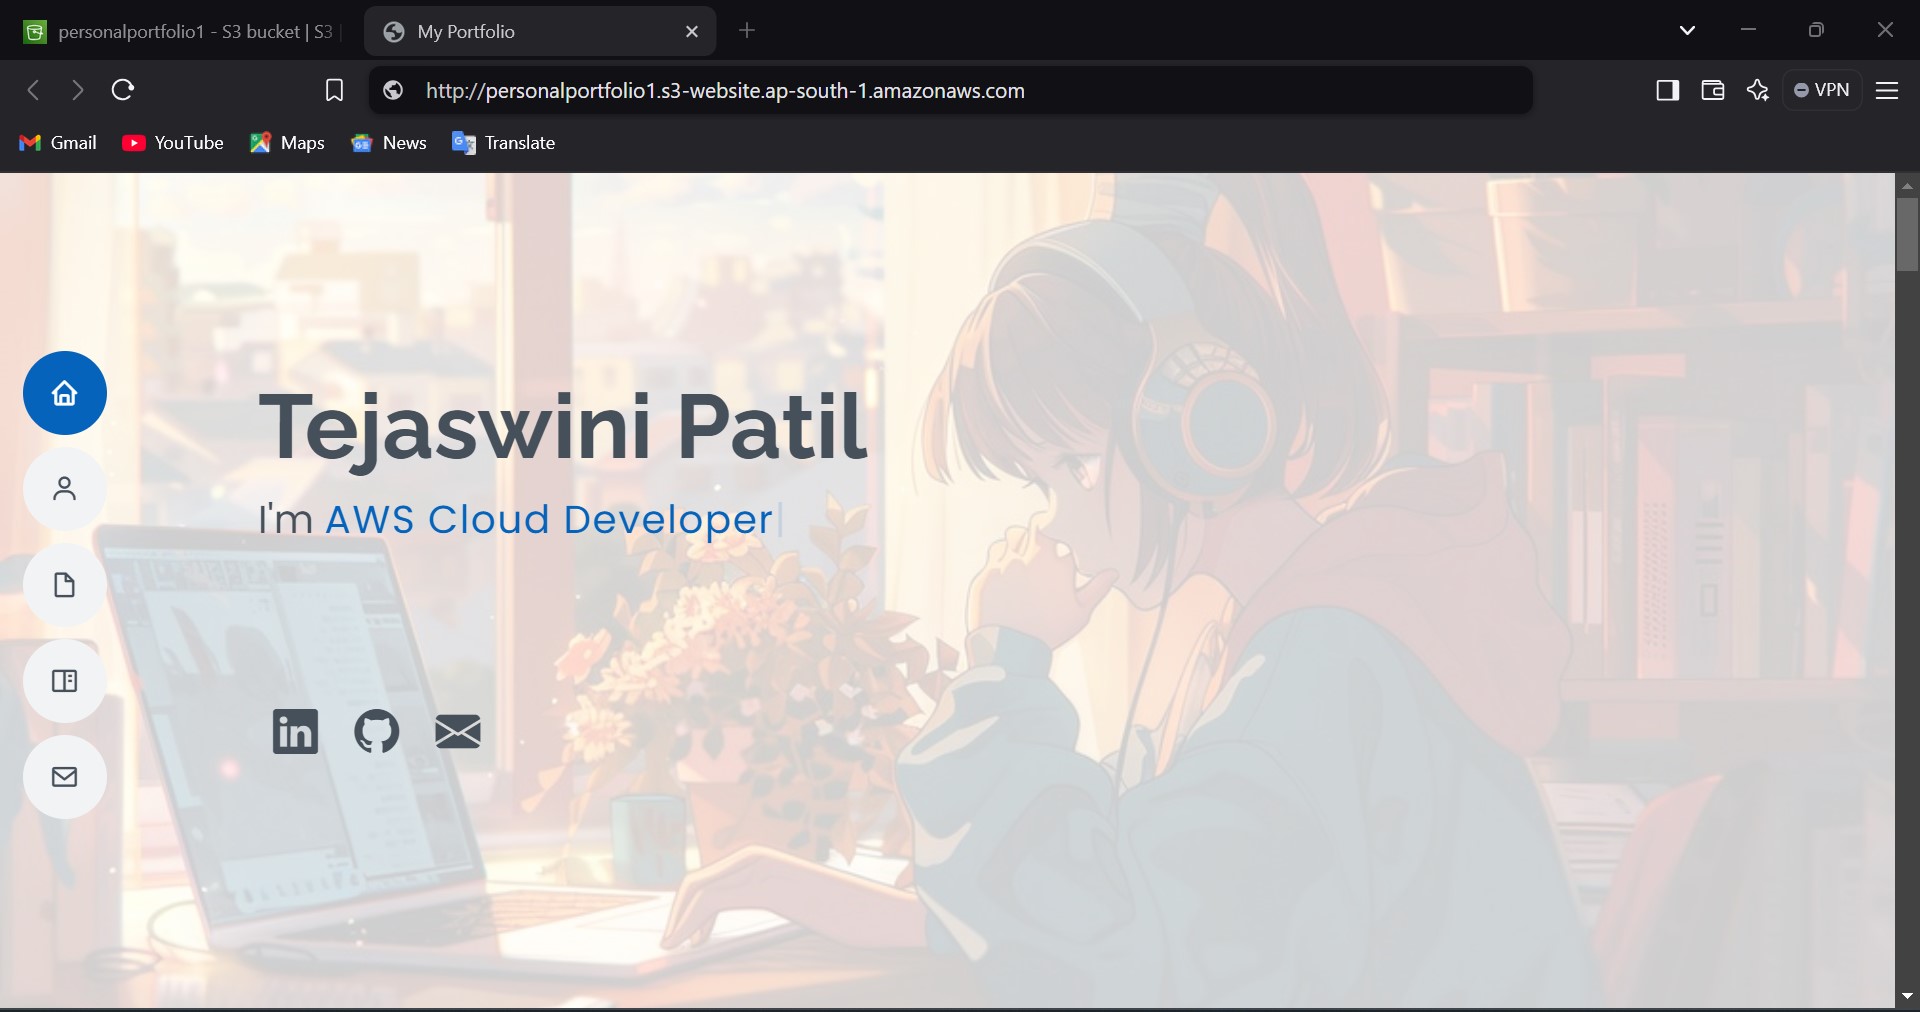 personalportfolio1 - S3 bucket | S3
My Portfolio
http://personalportfolio1.s3-website.ap-south-1.amazonaws.com
VPN
Gmail
YouTube
Maps
News
Translate
Tejaswini Patil
I'm AWS Cloud Developer
in